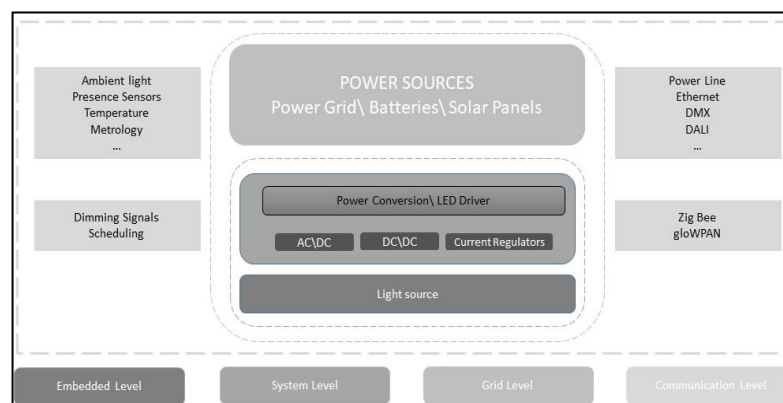 Ambient light
Presence Sensors
Temperature
Metrology
...
Dimming Signals
Scheduling
POWER SOURCES
Power Grid\ Batteries\ Solar Panels
Power Conversion\ LED Driver
AC\DC
DC\DC
Current Regulators
Light source
Power Line
Ethernet
DMX
DALI
...
Zig Bee
gloWPAN
Embedded Level
System Level
Grid Level
Communication Level